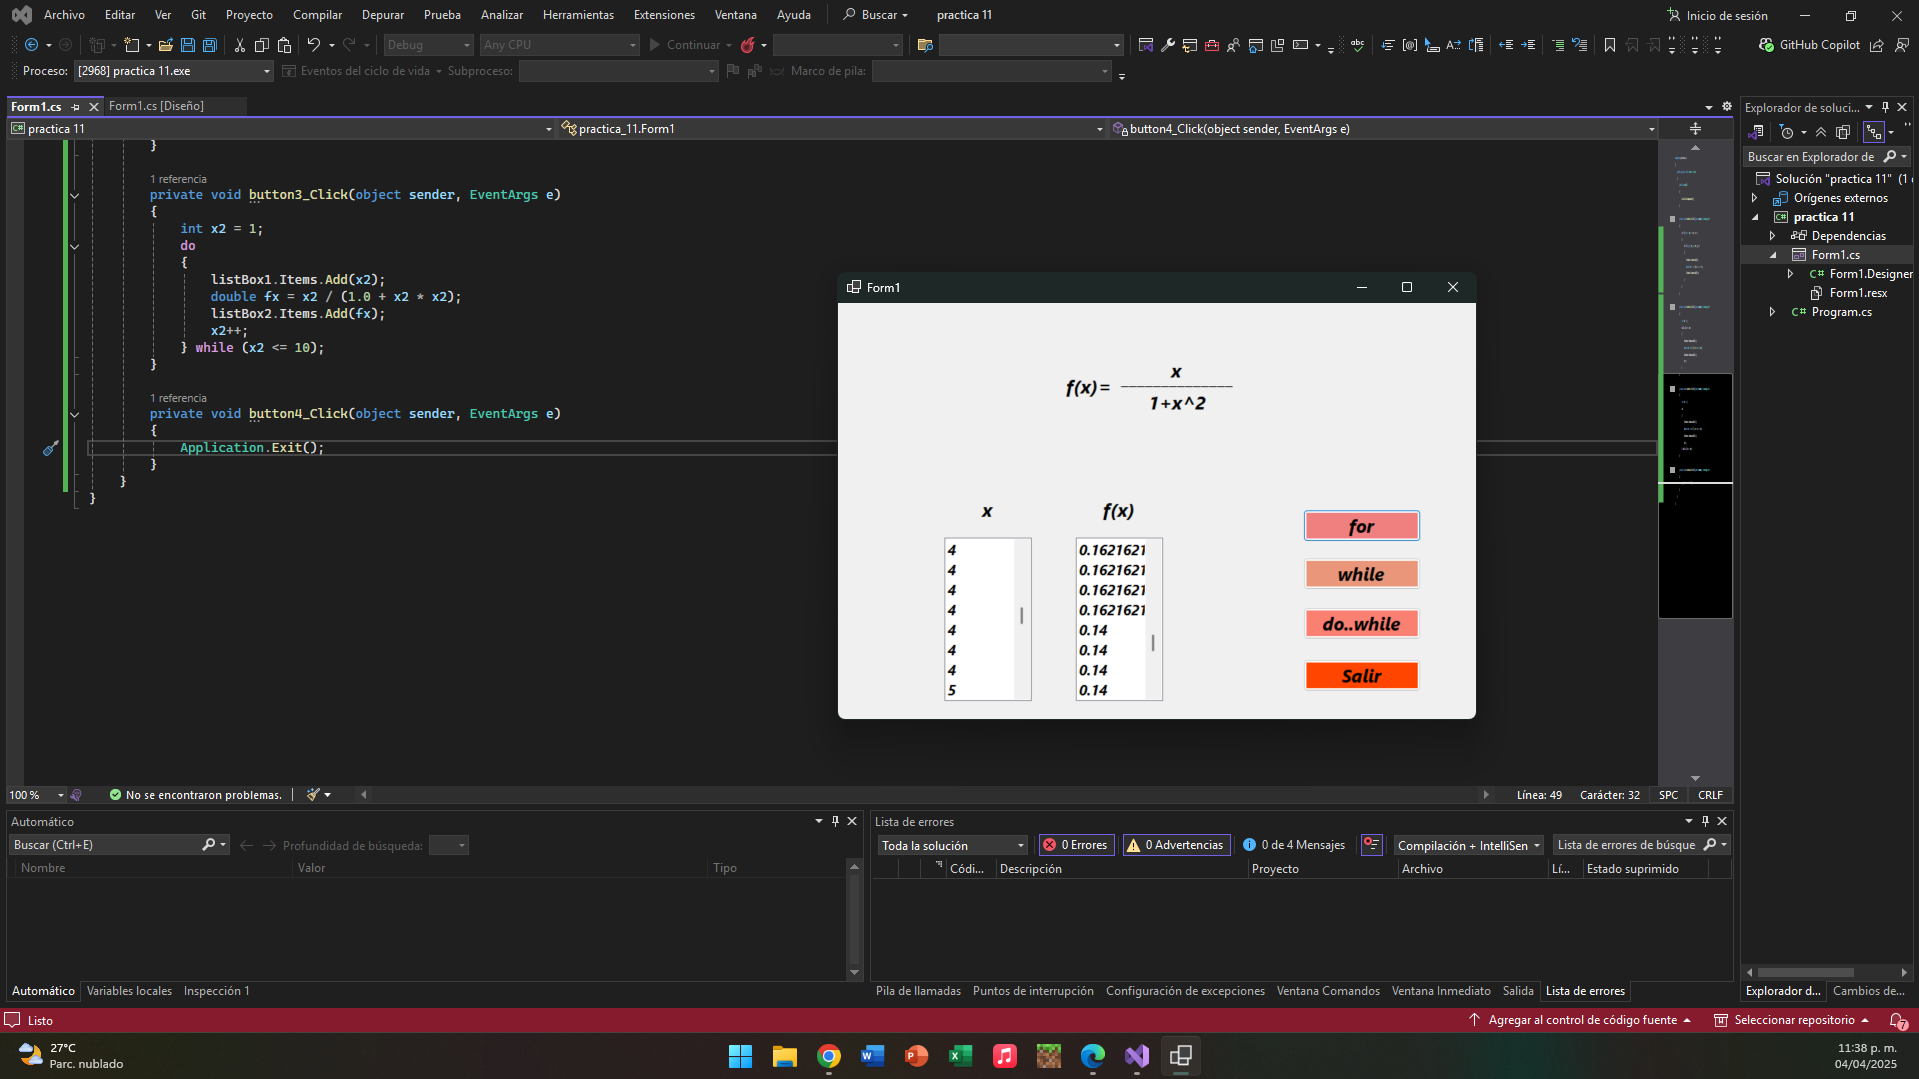 Archivo Editar Ver Git Proyecto Compilar Depurar Prueba Analizar Herramientas Extensiones Ventana Ayuda Buscar practica 11 Inicio de sesión
Debug Any CPU Continuar GitHub Copilot
Proceso: [2968] practica 11.exe Eventos del ciclo de vida Subproceso: Marco de pila:
Form1.cs Form1.cs [Diseño]
practica 11 practica_11.Form1 button4_Click(object sender, EventArgs e)
}
1 referencia
private void button3_Click(object sender, EventArgs e)
{
int x2 = 1;
do
{
listBox1.Items.Add(x2);
double fx = x2 / (1.0 + x2 * x2);
listBox2.Items.Add(fx);
x2++;
} while (x2 <= 10);
}
1 referencia
private void button4_Click(object sender, EventArgs e)
{
Application.Exit();
}
}
}
Form1
x
f(x)= ______________
1+x^2
x f(x)
4 0.1621621
4 0.1621621
4 0.1621621
4 0.1621621
4 0.14
4 0.14
4 0.14
5 0.14
for
while
do..while
Salir
Explorador de soluci...
Buscar en Explorador de
Solución "practica 11" (1
Orígenes externos
C# practica 11
Dependencias
Form1.cs
C# Form1.Designer
Form1.resx
C# Program.cs
100 % No se encontraron problemas. Línea: 49 Carácter: 32 SPC CRLF
Automático
Buscar (Ctrl+E) Profundidad de búsqueda:
Nombre Valor Tipo
Automático Variables locales Inspección 1
Lista de errores
Toda la solución 0 Errores 0 Advertencias 0 de 4 Mensajes Compilación + IntelliSen Lista de errores de búsque
Códi... Descripción Proyecto Archivo Lí... Estado suprimido
Pila de llamadas Puntos de interrupción Configuración de excepciones Ventana Comandos Ventana Inmediato Salida Lista de errores
Explorador d... Cambios de...
Listo Agregar al control de código fuente Seleccionar repositorio 7
27°C
Parc. nublado
11:38 p. m.
04/04/2025